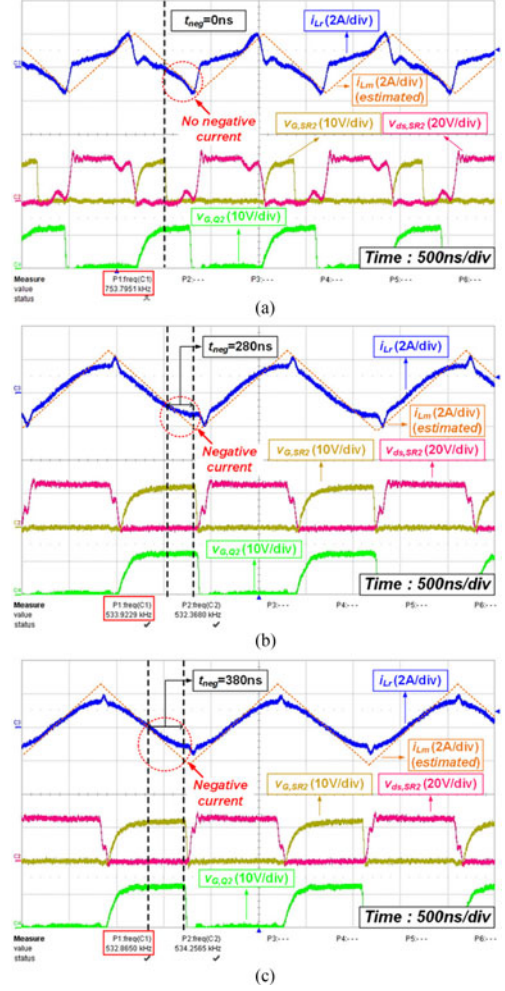 t_neg=0ns
i_Lr(2A/div)
i_Lm(2A/div)
(estimated)
No negative
current
v_G,SR2(10V/div)
v_ds,SR2(20V/div)
v_G,Q2(10V/div)
Time : 500ns/div
Measure P1:freq(C1) P2:--- P3:--- P4:--- P5:--- P6:---
value 753.7951 kHz
status
(a)
t_neg=280ns
i_Lr(2A/div)
i_Lm(2A/div)
(estimated)
Negative
current
v_G,SR2(10V/div)
v_ds,SR2(20V/div)
v_G,Q2(10V/div)
Time : 500ns/div
Measure P1:freq(C1) P2:freq(C2) P3:--- P4:--- P5:--- P6:---
value 533.9229 kHz 532.3680 kHz
status
(b)
t_neg=380ns
i_Lr(2A/div)
i_Lm(2A/div)
(estimated)
Negative
current
v_G,SR2(10V/div)
v_ds,SR2(20V/div)
v_G,Q2(10V/div)
Time : 500ns/div
Measure P1:freq(C1) P2:freq(C2) P3:--- P4:--- P5:--- P6:---
value 532.8650 kHz 534.2565 kHz
status
(c)